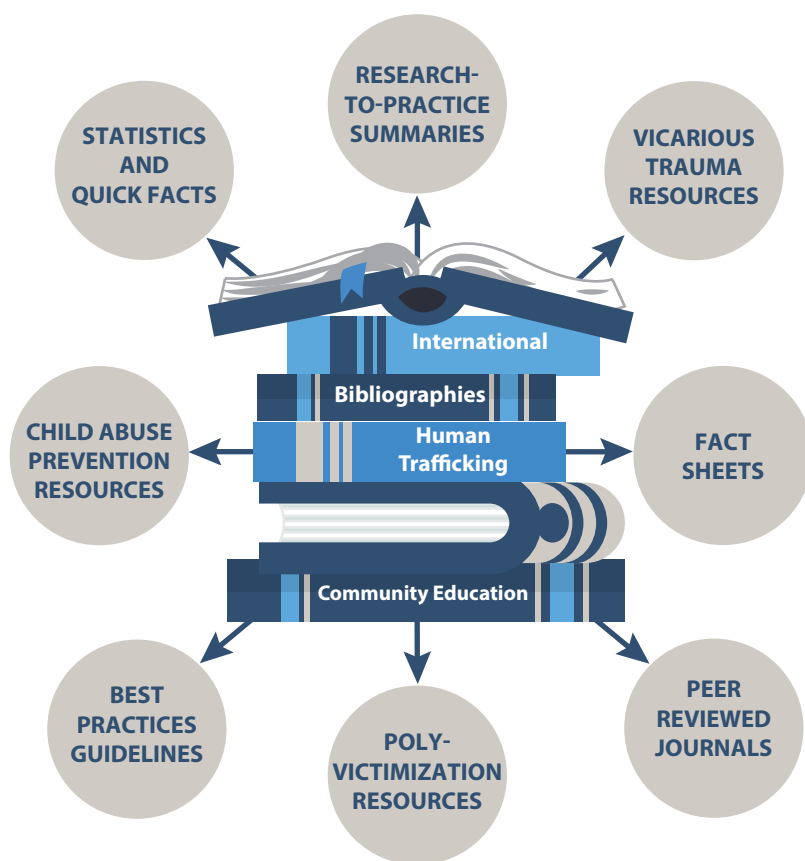 RESEARCH-
TO-PRACTICE
SUMMARIES
STATISTICS
AND
QUICK FACTS
VICARIOUS
TRAUMA
RESOURCES
International
Bibliographies
Human
Trafficking
CHILD ABUSE
PREVENTION
RESOURCES
FACT
SHEETS
Community Education
BEST
PRACTICES
GUIDELINES
POLY-
VICTIMIZATION
RESOURCES
PEER
REVIEWED
JOURNALS